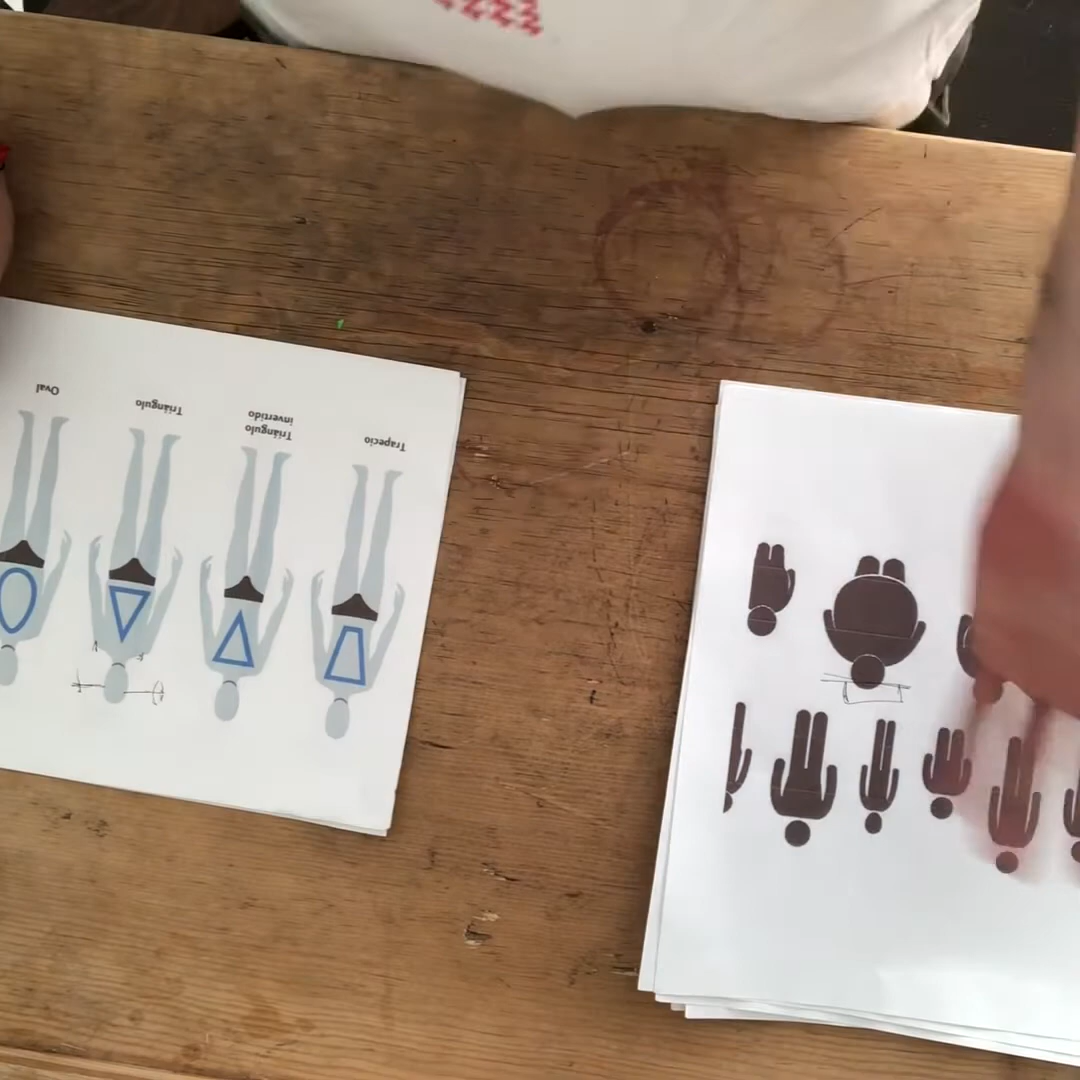 Trapecio
Triángulo
invertido
Triángulo
Oval